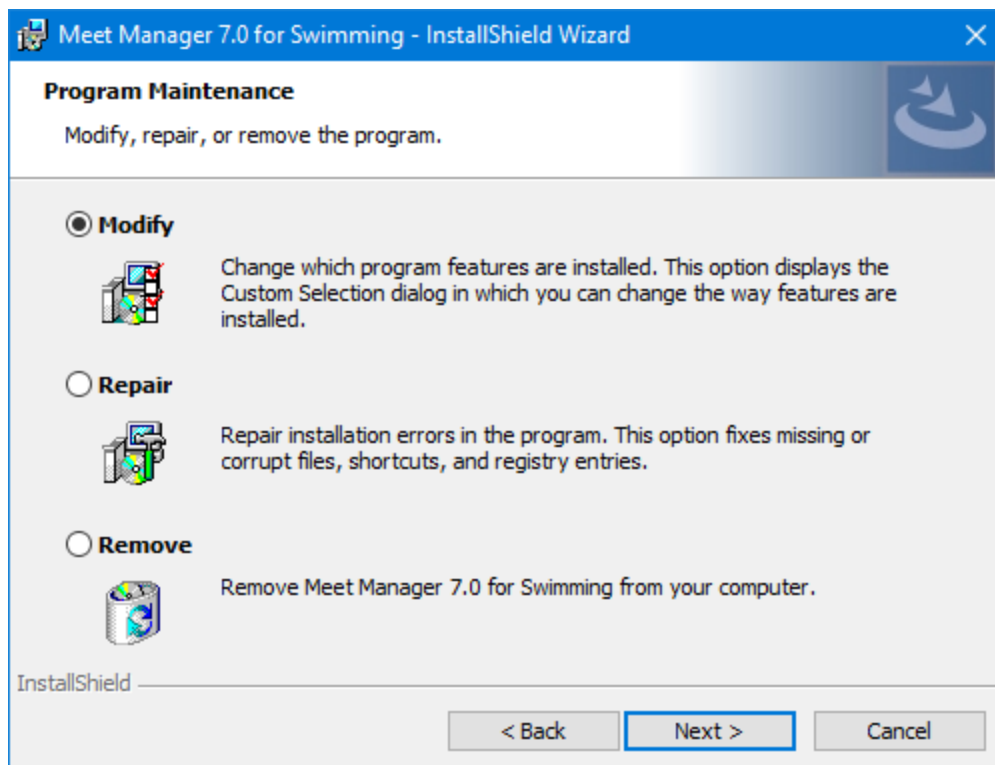 Meet Manager 7.0 for Swimming - InstallShield Wizard
Program Maintenance
Modify, repair, or remove the program.
Modify
Change which program features are installed. This option displays the
Custom Selection dialog in which you can change the way features are
installed.
Repair
Repair installation errors in the program. This option fixes missing or
corrupt files, shortcuts, and registry entries.
Remove
Remove Meet Manager 7.0 for Swimming from your computer.
InstallShield
< Back
Next >
Cancel